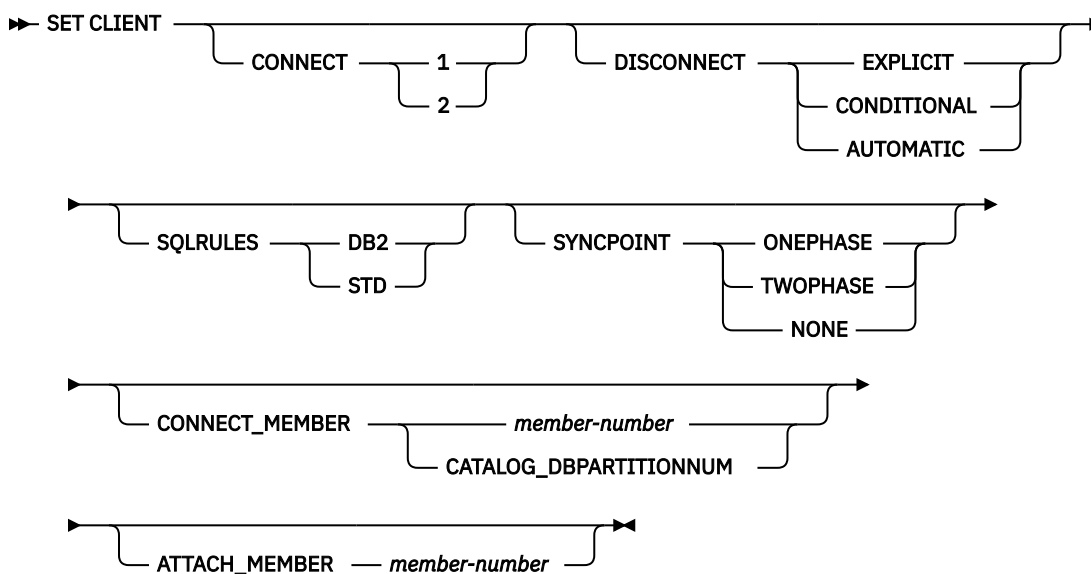 SET CLIENT
CONNECT 1 DISCONNECT EXPLICIT
2 CONDITIONAL
AUTOMATIC
SQLRULES DB2 SYNCPOINT ONEPHASE
STD TWOPHASE
NONE
CONNECT_MEMBER member-number
CATALOG_DBPARTITIONNUM
ATTACH_MEMBER member-number